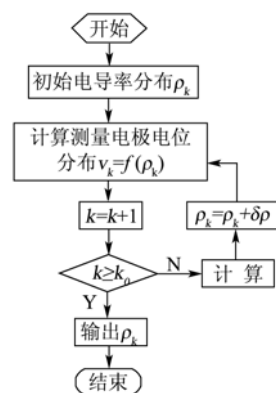 开始
初始电导率分布ρₖ
计算测量电极电位
分布vₖ=f(ρₖ)
k=k+1
ρₖ=ρₖ+δρ
k≥k₀
N
计 算
Y
输出ρₖ
结束